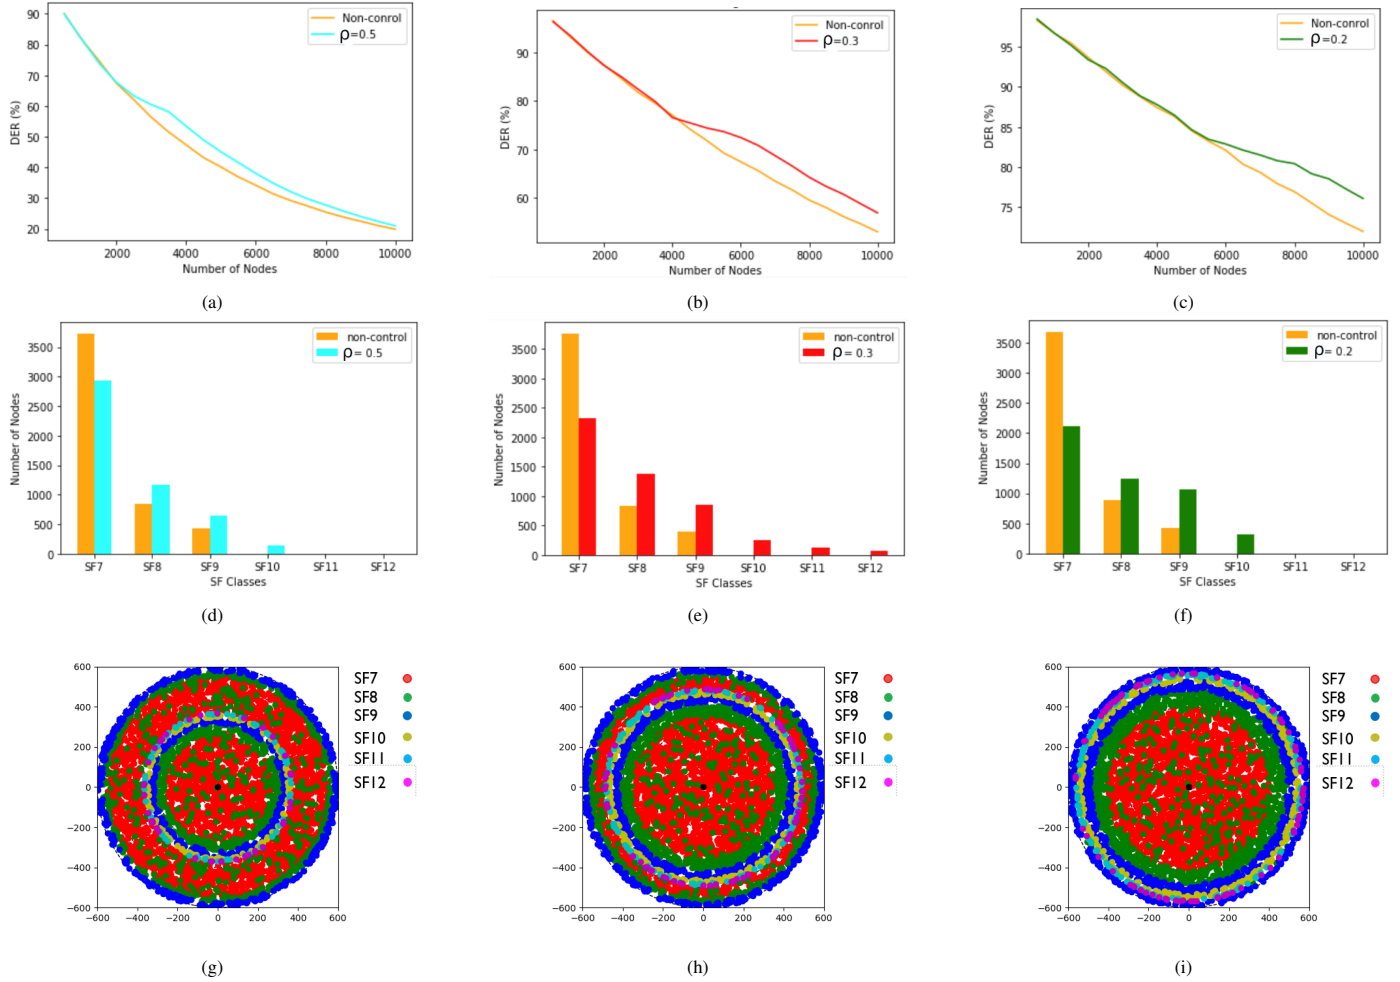 Non-conrol
ρ=0.5
90
80
70
60
50
40
30
20
DER (%)
2000
4000
6000
8000
10000
Number of Nodes
(a)
Non-conrol
ρ=0.3
90
80
70
60
DER (%)
2000
4000
6000
8000
10000
Number of Nodes
(b)
Non-conrol
ρ=0.2
95
90
85
80
75
DER (%)
2000
4000
6000
8000
10000
Number of Nodes
(c)
non-control
ρ= 0.5
3500
3000
2500
2000
1500
1000
500
0
Number of Nodes
SF7
SF8
SF9
SF10
SF11
SF12
SF Classes
(d)
non-control
ρ= 0.3
3500
3000
2500
2000
1500
1000
500
0
Number of Nodes
SF7
SF8
SF9
SF10
SF11
SF12
SF Classes
(e)
non-control
ρ= 0.2
3500
3000
2500
2000
1500
1000
500
0
Number of Nodes
SF7
SF8
SF9
SF10
SF11
SF12
(f)
600
400
200
0
−200
−400
−600
−600
−400
−200
0
200
400
600
SF7
SF8
SF9
SF10
SF11
SF12
(g)
600
400
200
0
−200
−400
−600
−600
−400
−200
0
200
400
600
SF7
SF8
SF9
SF10
SF11
SF12
(h)
600
400
200
0
−200
−400
−600
−600
−400
−200
0
200
400
600
SF7
SF8
SF9
SF10
SF11
SF12
(i)